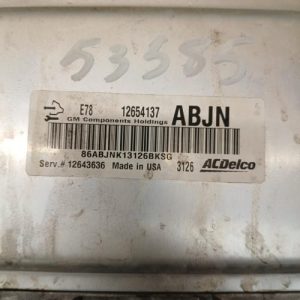 53585
E78 12654137 ABJN
GM Components Holdings
86ABJNK13126BKSG
Serv.# 12643636 Made in USA 3126 ACDelco